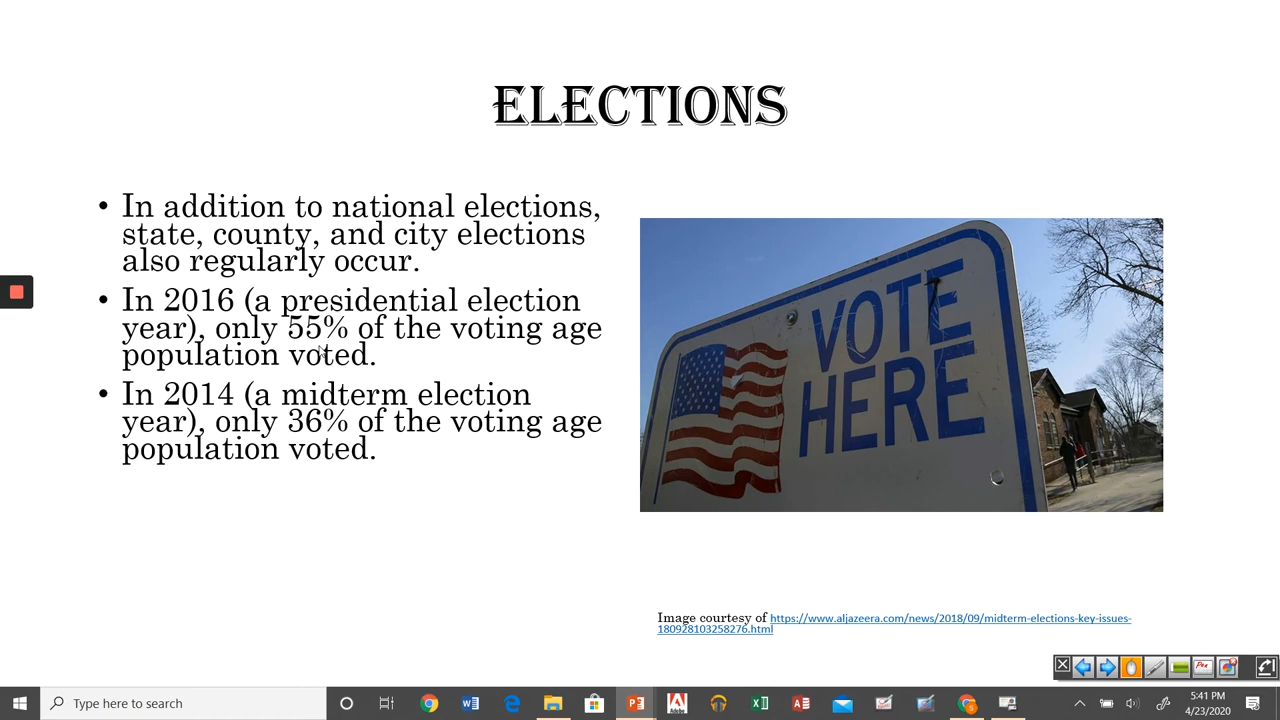 ELECTIONS
• In addition to national elections,
state, county, and city elections
also regularly occur.
• In 2016 (a presidential election
year), only 55% of the voting age
population voted.
• In 2014 (a midterm election
year), only 36% of the voting age
population voted.
VOTE
HERE
Image courtesy of https://www.aljazeera.com/news/2018/09/midterm-elections-key-issues-
180928103258276.html
Type here to search
5:41 PM
4/23/2020